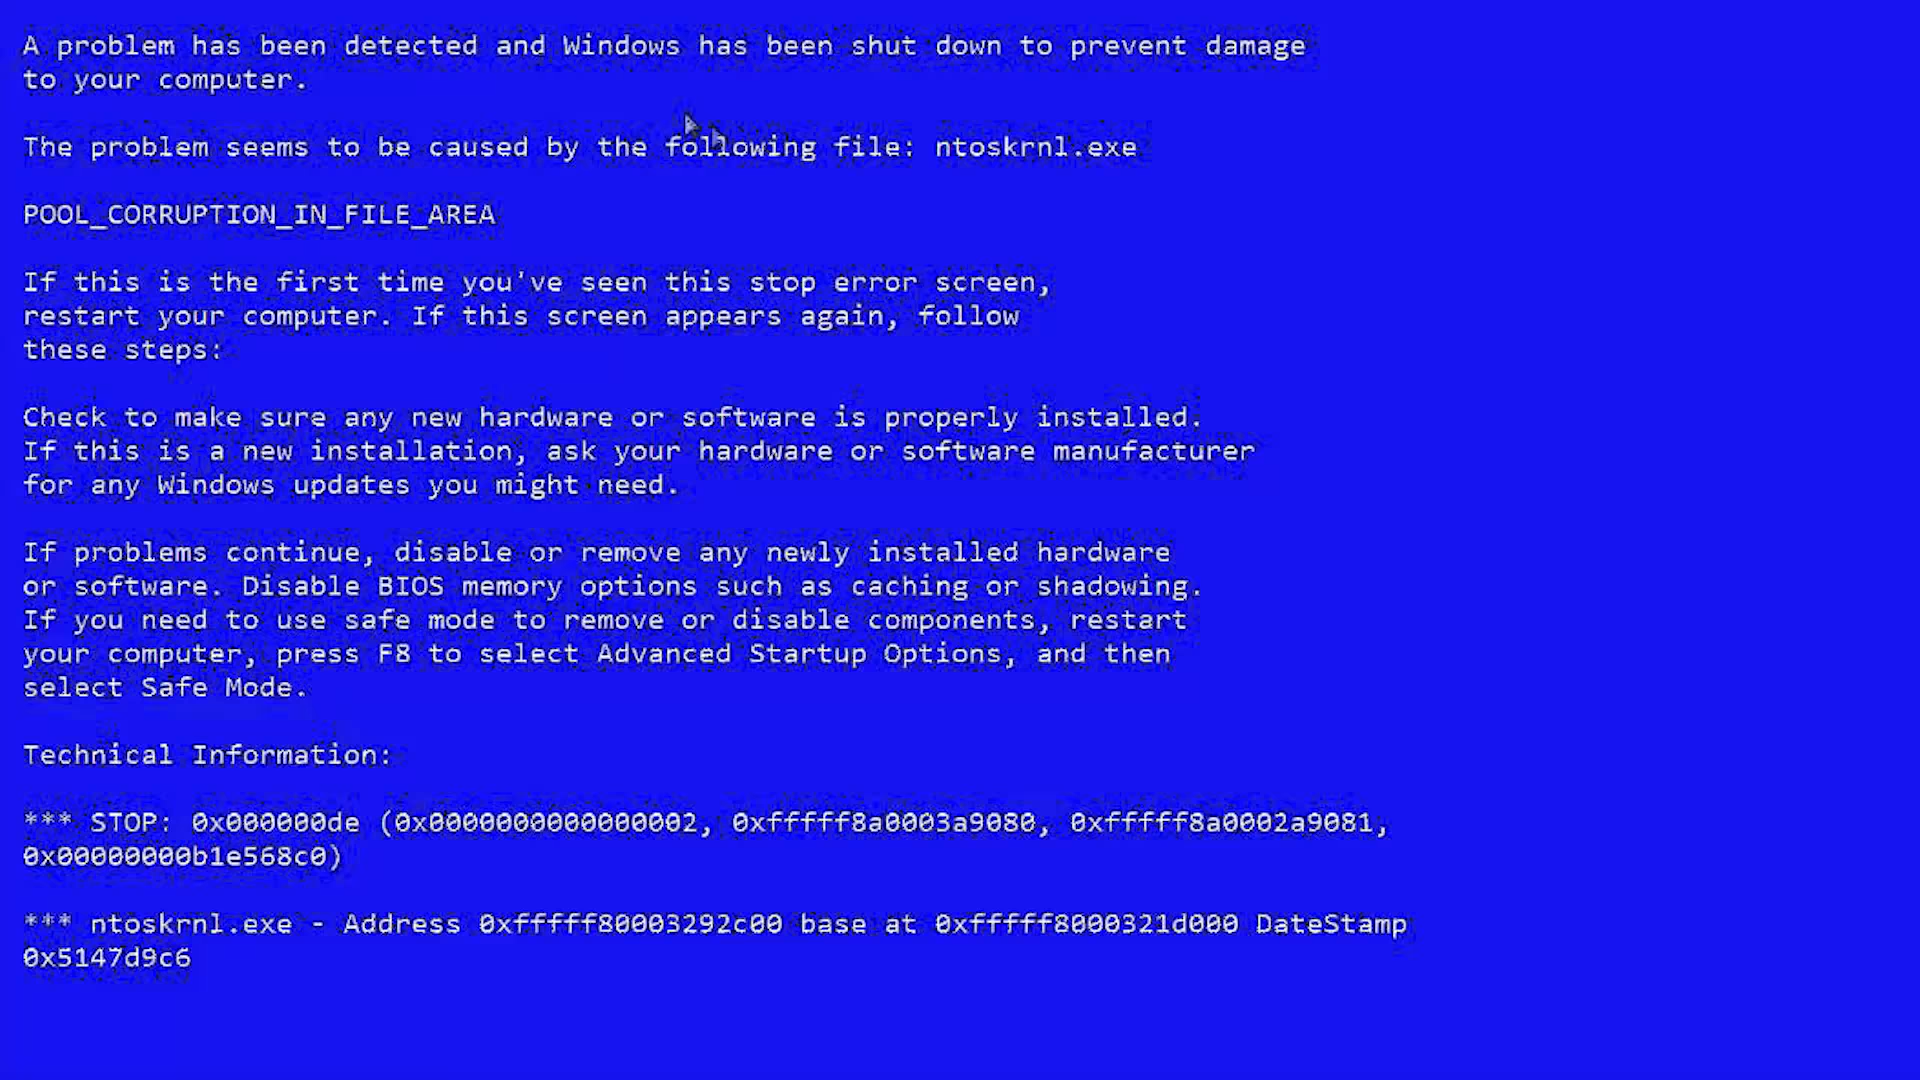 A problem has been detected and Windows has been shut down to prevent damage
to your computer.
The problem seems to be caused by the following file: ntoskrnl.exe
POOL_CORRUPTION_IN_FILE_AREA
If this is the first time you've seen this stop error screen,
restart your computer. If this screen appears again, follow
these steps:
Check to make sure any new hardware or software is properly installed.
If this is a new installation, ask your hardware or software manufacturer
for any Windows updates you might need.
If problems continue, disable or remove any newly installed hardware
or software. Disable BIOS memory options such as caching or shadowing.
If you need to use safe mode to remove or disable components, restart
your computer, press F8 to select Advanced Startup Options, and then
select Safe Mode.
Technical Information:
*** STOP: 0x000000de (0x0000000000000002, 0xfffff8a0003a9080, 0xfffff8a0002a9081,
0x00000000b1e568c0)
*** ntoskrnl.exe - Address 0xfffff80003292c00 base at 0xfffff8000321d000 DateStamp
0x5147d9c6